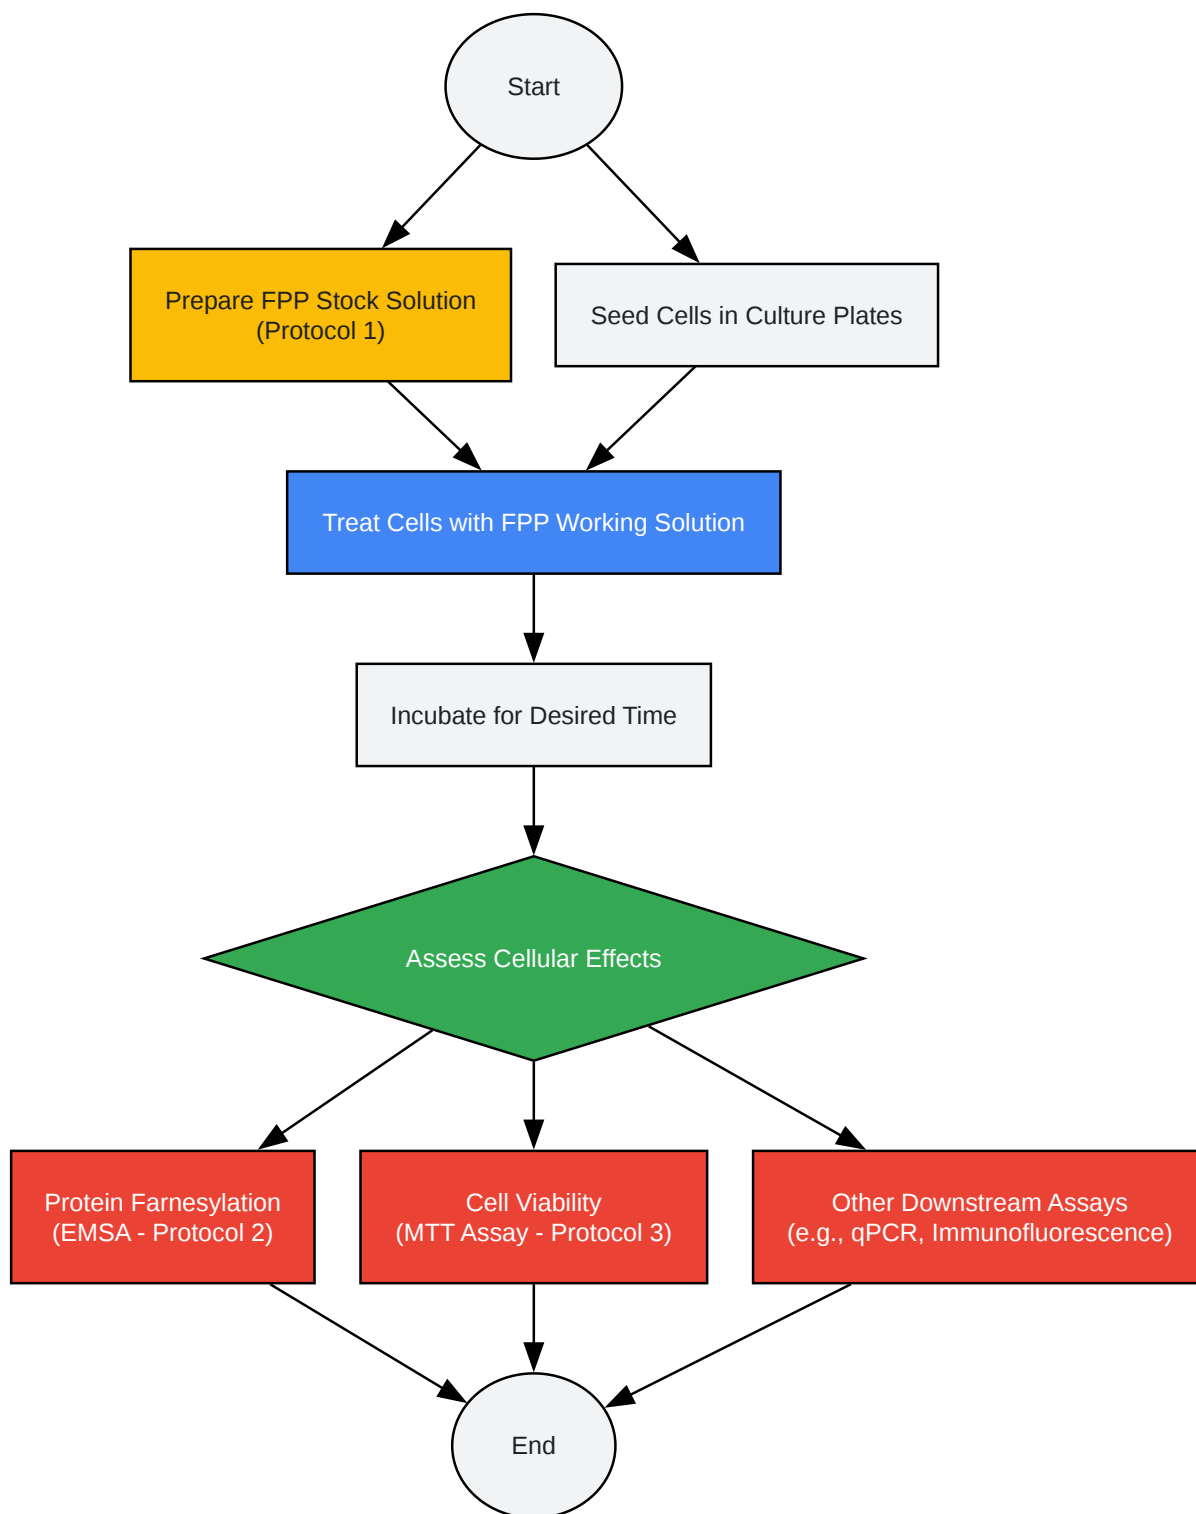 Start
Prepare FPP Stock Solution
(Protocol 1)
Seed Cells in Culture Plates
Treat Cells with FPP Working Solution
Incubate for Desired Time
Assess Cellular Effects
Protein Farnesylation
(EMSA - Protocol 2)
Cell Viability
(MTT Assay - Protocol 3)
Other Downstream Assays
(e.g., qPCR, Immunofluorescence)
End